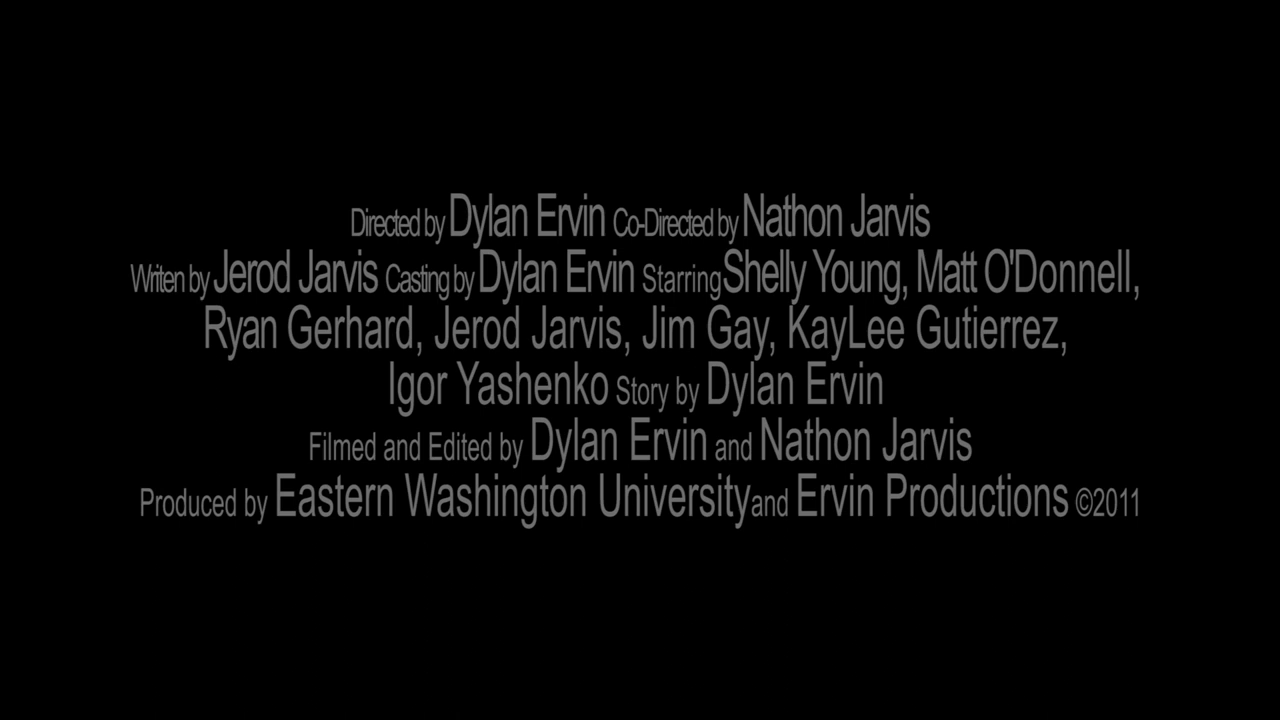 Directed by Dylan Ervin Co-Directed by Nathon Jarvis
Writen by Jerod Jarvis Casting by Dylan Ervin Starring Shelly Young, Matt O'Donnell,
Ryan Gerhard, Jerod Jarvis, Jim Gay, KayLee Gutierrez,
Igor Yashenko Story by Dylan Ervin
Filmed and Edited by Dylan Ervin and Nathon Jarvis
Produced by Eastern Washington University and Ervin Productions ©2011